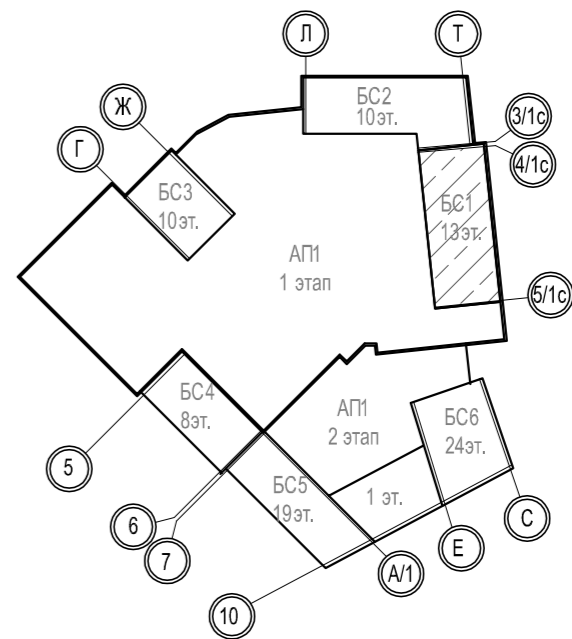 Л
Т
БС2
10эт.
Ж
3/1с
4/1с
Г
БС3
10эт.
БС1
13эт.
АП1
1 этап
5/1с
БС4
8эт.
АП1
2 этап
БС6
24эт.
5
БС5
19эт.
1 эт.
6
7
С
Е
А/1
10